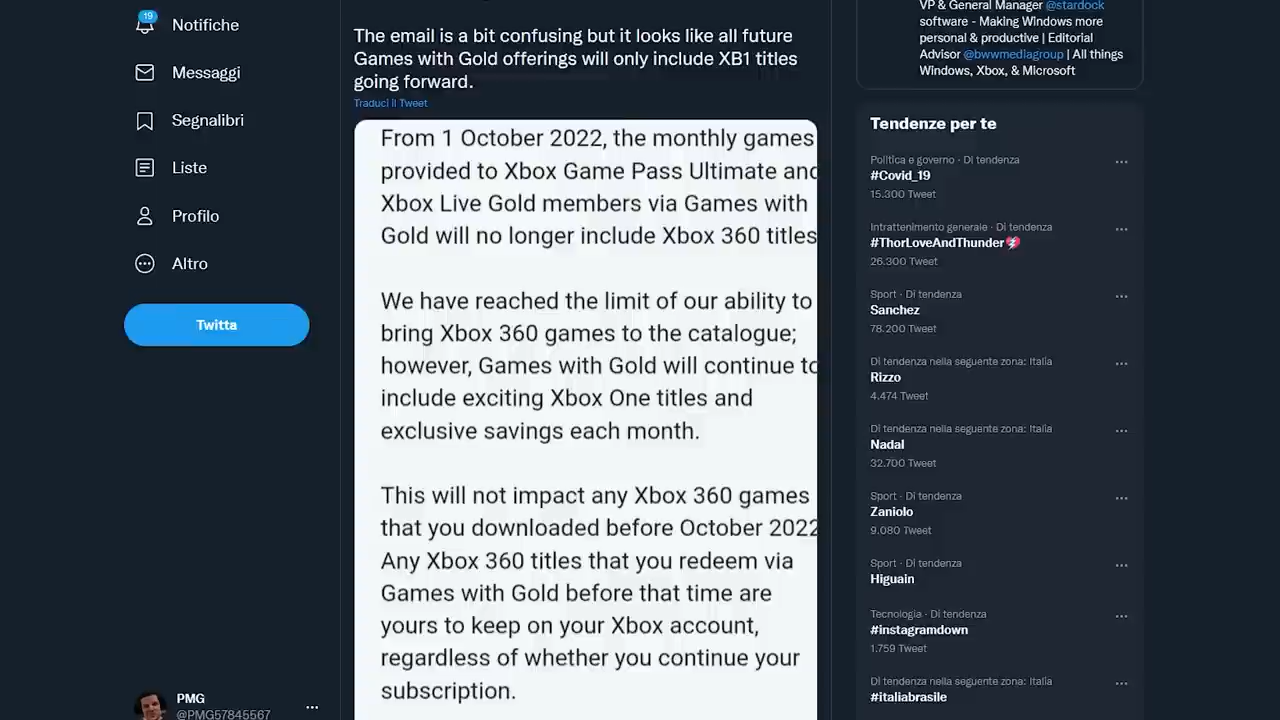 19
Notifiche
Messaggi
Segnalibri
Liste
Profilo
Altro
Twitta
PMG
@PMG57845567
The email is a bit confusing but it looks like all future
Games with Gold offerings will only include XB1 titles
going forward.
Traduci il Tweet
From 1 October 2022, the monthly games
provided to Xbox Game Pass Ultimate and
Xbox Live Gold members via Games with
Gold will no longer include Xbox 360 titles
We have reached the limit of our ability to
bring Xbox 360 games to the catalogue;
however, Games with Gold will continue to
include exciting Xbox One titles and
exclusive savings each month.
This will not impact any Xbox 360 games
that you downloaded before October 2022
Any Xbox 360 titles that you redeem via
Games with Gold before that time are
yours to keep on your Xbox account,
regardless of whether you continue your
subscription.
VP & General Manager @stardock
software - Making Windows more
personal & productive | Editorial
Advisor @bwwmediagroup | All things
Windows, Xbox, & Microsoft
Tendenze per te
Politica e governo · Di tendenza
#Covid_19
15.300 Tweet
Intrattenimento generale · Di tendenza
#ThorLoveAndThunder
26.300 Tweet
Sport · Di tendenza
Sanchez
78.200 Tweet
Di tendenza nella seguente zona: Italia
Rizzo
4.474 Tweet
Di tendenza nella seguente zona: Italia
Nadal
32.700 Tweet
Sport · Di tendenza
Zaniolo
9.080 Tweet
Sport · Di tendenza
Higuain
Tecnologia · Di tendenza
#instagramdown
1.759 Tweet
Di tendenza nella seguente zona: Italia
#italiabrasile